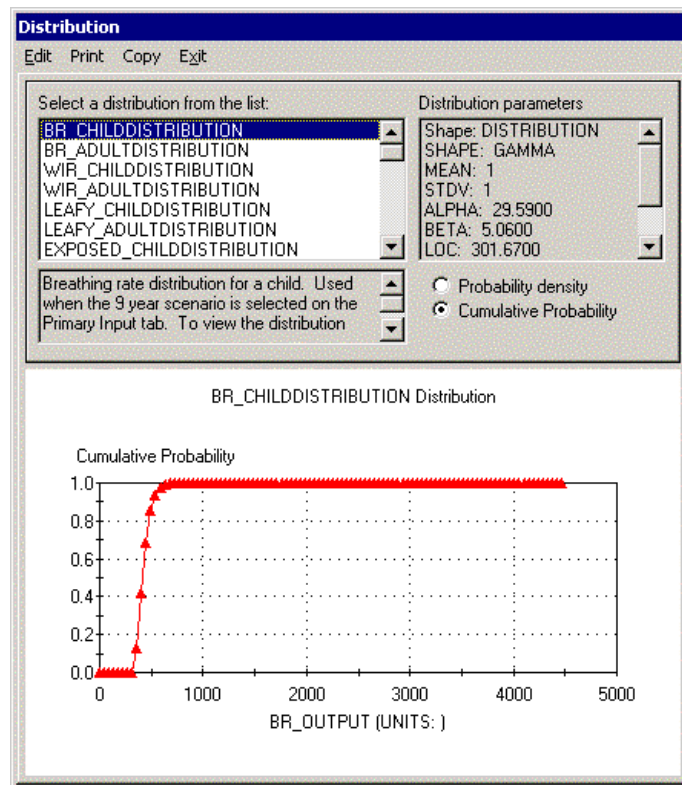 Distribution
Edit Print Copy Exit
Select a distribution from the list:
BR_CHILDDISTRIBUTION
BR_ADULTDISTRIBUTION
WIR_CHILDDISTRIBUTION
WIR_ADULTDISTRIBUTION
LEAFY_CHILDDISTRIBUTION
LEAFY_ADULTDISTRIBUTION
EXPOSED_CHILDDISTRIBUTION
Distribution parameters
Shape: DISTRIBUTION
SHAPE: GAMMA
MEAN: 1
STDV: 1
ALPHA: 29.5900
BETA: 5.0600
LOC: 301.6700
Breathing rate distribution for a child. Used
when the 9 year scenario is selected on the
Primary Input tab. To view the distribution
Probability density
Cumulative Probability
BR_CHILDDISTRIBUTION Distribution
Cumulative Probability
1.0
0.8
0.6
0.4
0.2
0.0
0 1000 2000 3000 4000 5000
BR_OUTPUT (UNITS: )